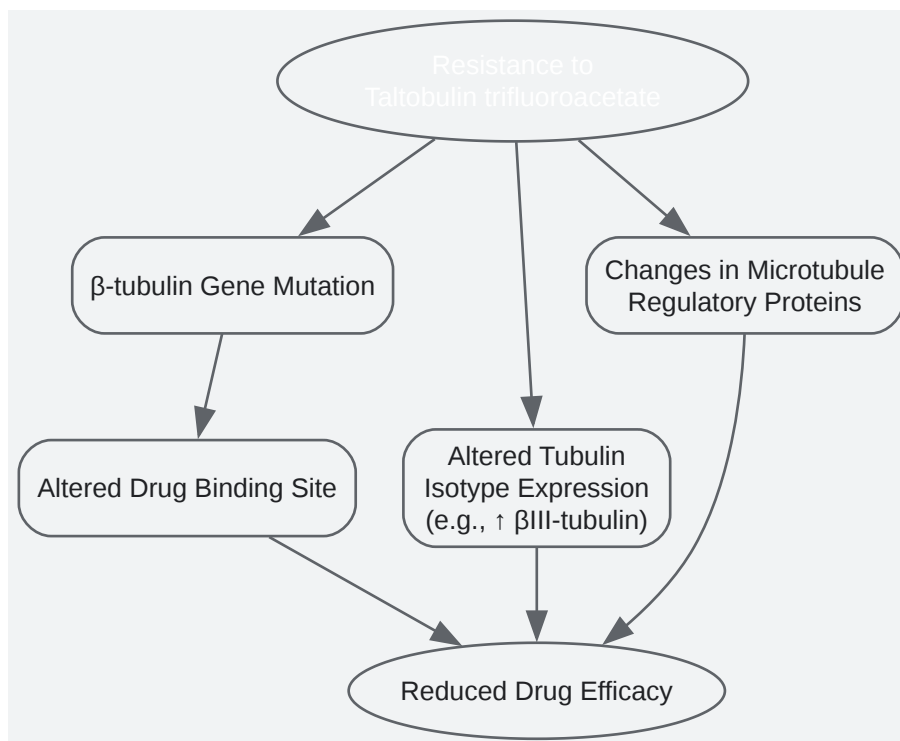 Resistance to
Taltobulin trifluoroacetate
β-tubulin Gene Mutation
Changes in Microtubule
Regulatory Proteins
Altered Drug Binding Site
Altered Tubulin
Isotype Expression
(e.g., ↑ βIII-tubulin)
Reduced Drug Efficacy